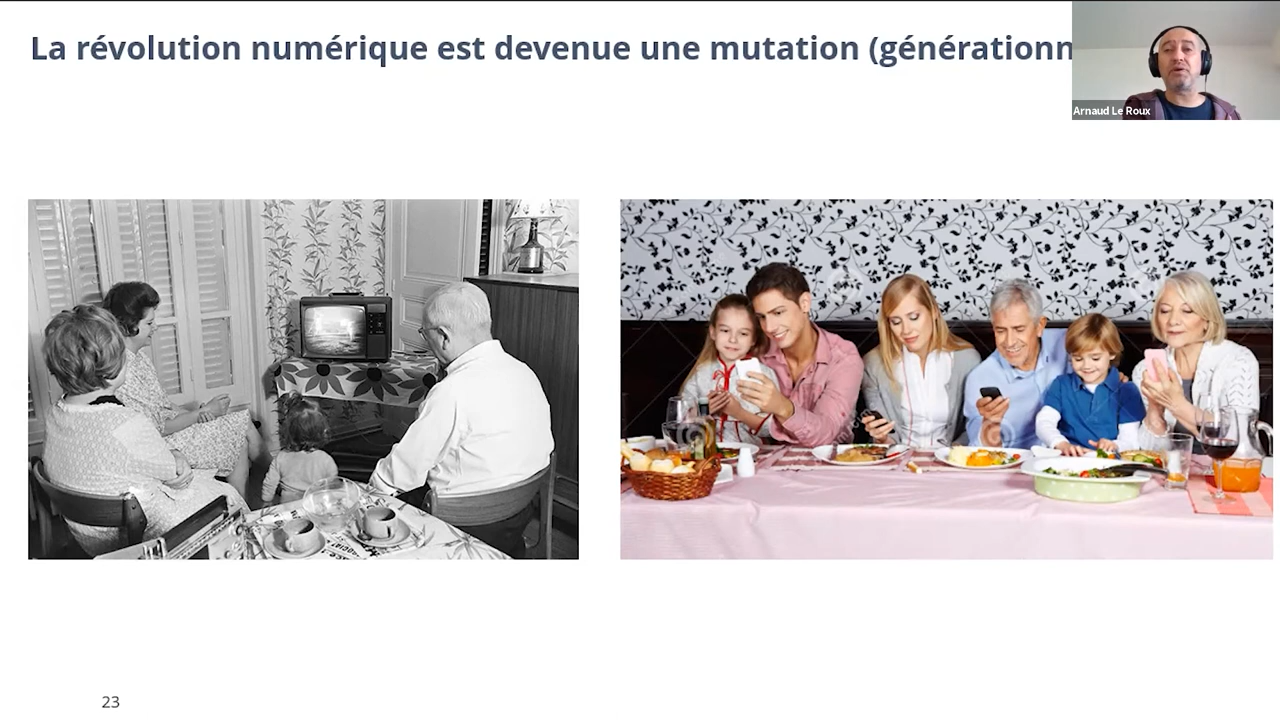 La révolution numérique est devenue une mutation (générationn
Arnaud Le Roux
23